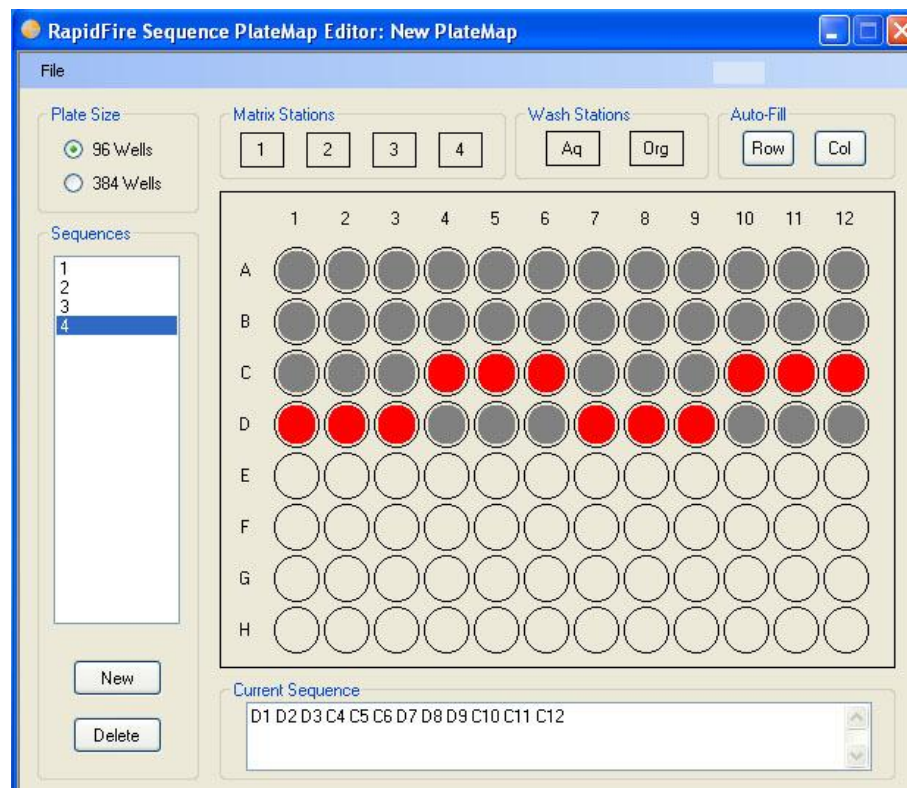 RapidFire Sequence PlateMap Editor: New PlateMap
File
Plate Size
96 Wells
384 Wells
Matrix Stations
1 2 3 4
Wash Stations
Aq Org
Auto-Fill
Row Col
Sequences
1
2
3
4
1 2 3 4 5 6 7 8 9 10 11 12
A
B
C
D
E
F
G
H
New
Delete
Current Sequence
D1 D2 D3 C4 C5 C6 D7 D8 D9 C10 C11 C12